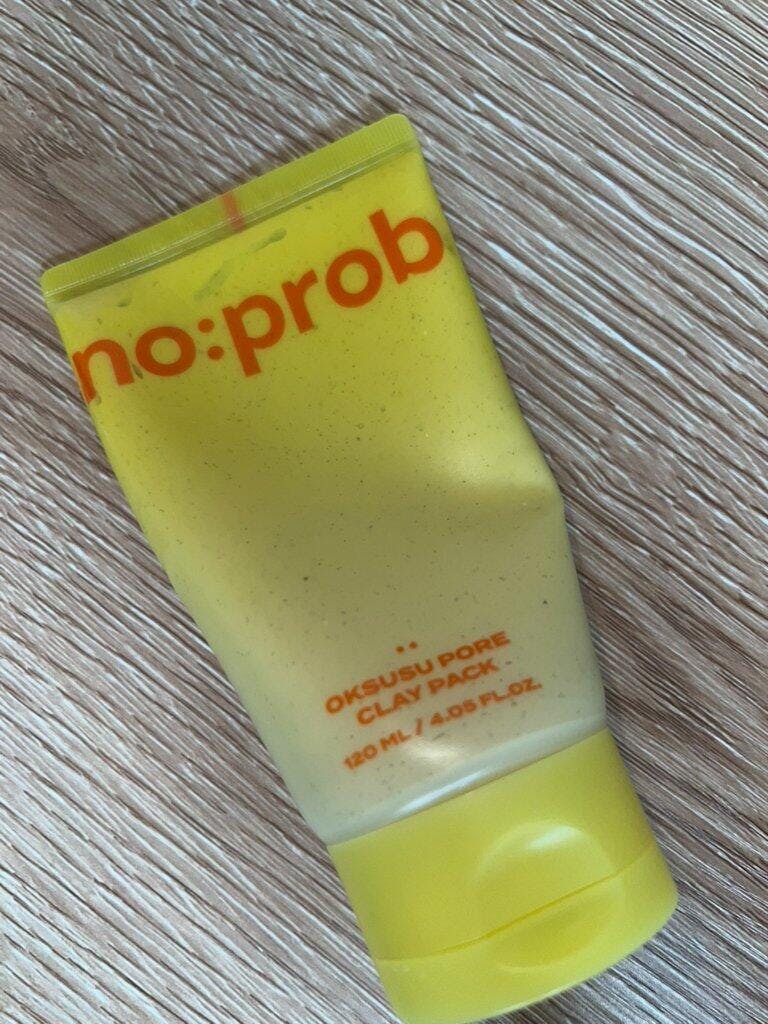 no:prob
OKSUSU PORE
CLAY PACK
120 ML / 4.05 FL.OZ.